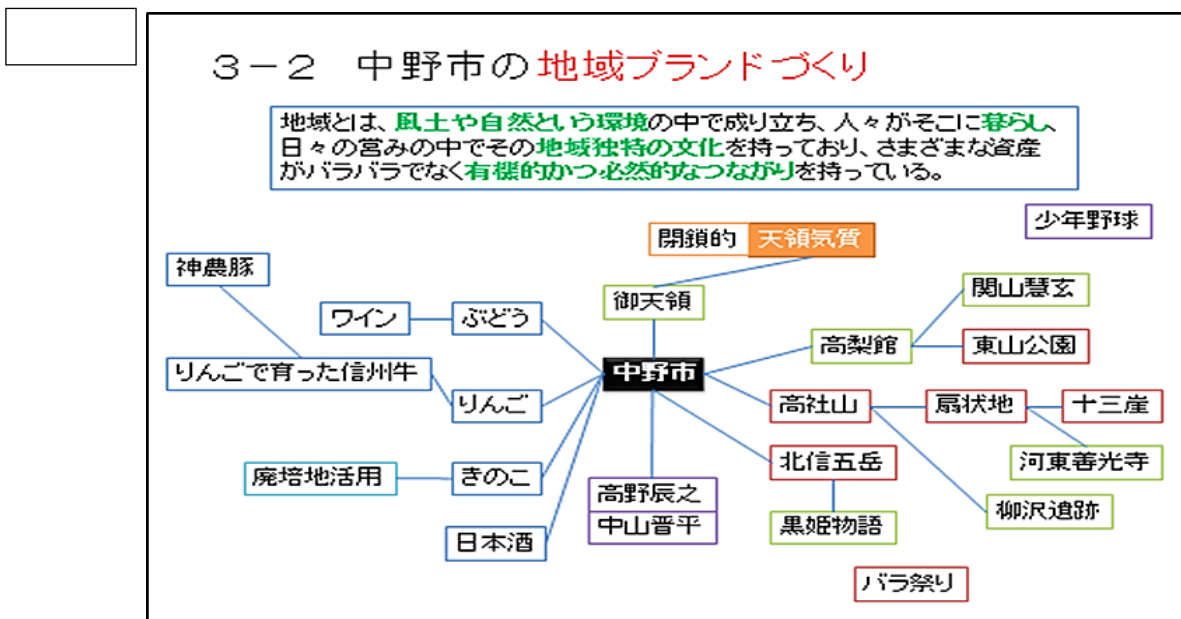 3－2　中野市の地域ブランドづくり
地域とは、風土や自然という環境の中で成り立ち、人々がそこに暮らし、
日々の営みの中でその地域独特の文化を持っており、さまざまな資産
がバラバラでなく有機的かつ必然的なつながりを持っている。
少年野球
閉鎖的 天領気質
神農豚
御天領
関山慧玄
ワイン ぶどう
高梨館 東山公園
りんごで育った信州牛
中野市
りんご
高社山 扇状地 十三崖
北信五岳
河東善光寺
廃培地活用 きのこ
高野辰之
中山晋平
黒姫物語
柳沢遺跡
日本酒
バラ祭り